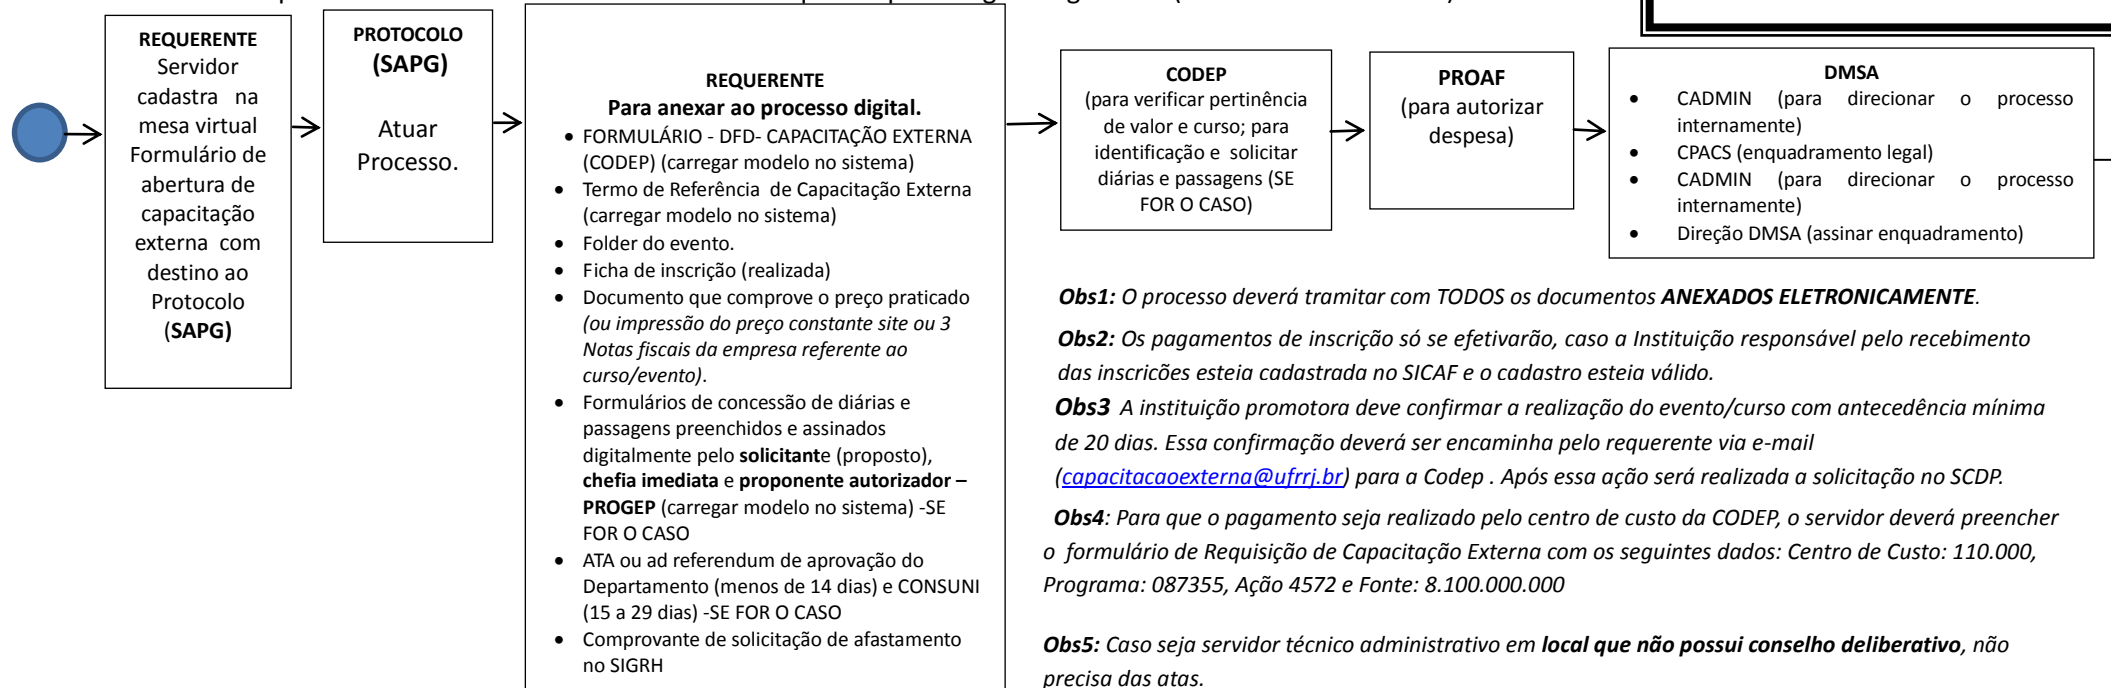 REQUERENTE
Servidor
cadastra na
mesa virtual
Formulário de
abertura de
capacitação
externa com
destino ao
Protocolo
(SAPG)
PROTOCOLO
(SAPG)
Atuar
Processo.
REQUERENTE
Para anexar ao processo digital.
• FORMULÁRIO - DFD- CAPACITAÇÃO EXTERNA
(CODEP) (carregar modelo no sistema)
• Termo de Referência de Capacitação Externa
(carregar modelo no sistema)
• Folder do evento.
• Ficha de inscrição (realizada)
• Documento que comprove o preço praticado
(ou impressão do preço constante site ou 3
Notas fiscais da empresa referente ao
curso/evento).
• Formulários de concessão de diárias e
passagens preenchidos e assinados
digitalmente pelo solicitante (proposto),
chefia imediata e proponente autorizador –
PROGEP (carregar modelo no sistema) -SE
FOR O CASO
• ATA ou ad referendum de aprovação do
Departamento (menos de 14 dias) e CONSUNI
(15 a 29 dias) -SE FOR O CASO
• Comprovante de solicitação de afastamento
no SIGRH
CODEP
(para verificar pertinência
de valor e curso; para
identificação e solicitar
diárias e passagens (SE
FOR O CASO)
PROAF
(para autorizar
despesa)
DMSA
• CADMIN (para direcionar o processo
internamente)
• CPACS (enquadramento legal)
• CADMIN (para direcionar o processo
internamente)
• Direção DMSA (assinar enquadramento)
Obs1: O processo deverá tramitar com TODOS os documentos ANEXADOS ELETRONICAMENTE.
Obs2: Os pagamentos de inscrição só se efetivarão, caso a Instituição responsável pelo recebimento
das inscrições esteja cadastrada no SICAF e o cadastro esteja válido.
Obs3 A instituição promotora deve confirmar a realização do evento/curso com antecedência mínima
de 20 dias. Essa confirmação deverá ser encaminha pelo requerente via e-mail
(capacitacaoexterna@ufrrj.br) para a Codep . Após essa ação será realizada a solicitação no SCDP.
Obs4: Para que o pagamento seja realizado pelo centro de custo da CODEP, o servidor deverá preencher
o formulário de Requisição de Capacitação Externa com os seguintes dados: Centro de Custo: 110.000,
Programa: 087355, Ação 4572 e Fonte: 8.100.000.000
Obs5: Caso seja servidor técnico administrativo em local que não possui conselho deliberativo, não
precisa das atas.